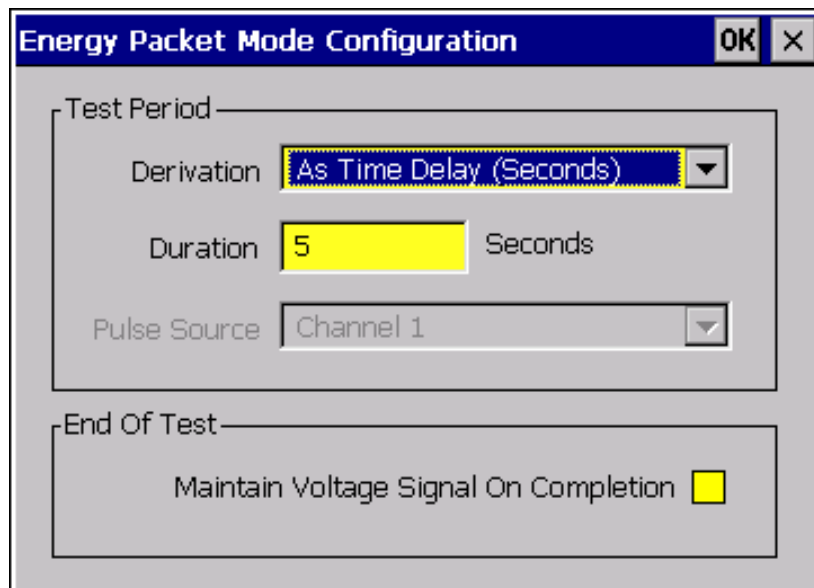 Energy Packet Mode Configuration OK ×
Test Period
Derivation As Time Delay (Seconds)
Duration 5 Seconds
Pulse Source Channel 1
End Of Test
Maintain Voltage Signal On Completion